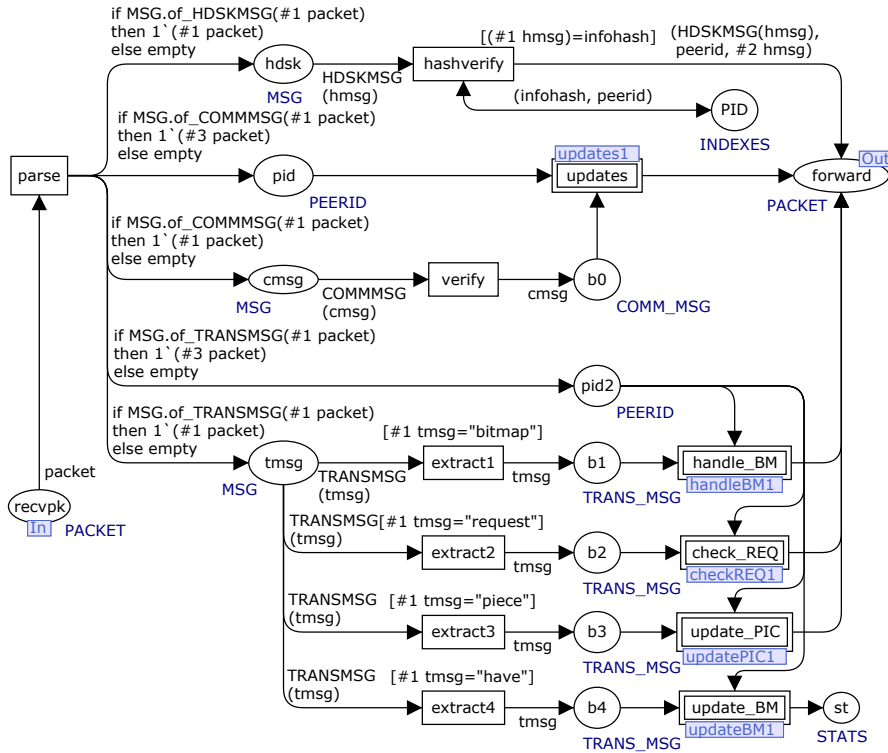 if MSG.of_HDSKMSG(#1 packet)
then 1`(#1 packet)
else empty
hdsk
MSG
HDSKMSG
(hmsg)
[(#1 hmsg)=infohash]
hashverify
(HDSKMSG(hmsg),
peerid, #2 hmsg)
(infohash, peerid)
PID
INDEXES
if MSG.of_COMMMSG(#1 packet)
then 1`(#3 packet)
else empty
parse
pid
PEERID
updates1
updates
Out
forward
PACKET
if MSG.of_COMMMSG(#1 packet)
then 1`(#1 packet)
else empty
cmsg
MSG
COMMMSG
(cmsg)
verify
cmsg
b0
COMM_MSG
if MSG.of_TRANSMSG(#1 packet)
then 1`(#3 packet)
else empty
pid2
PEERID
if MSG.of_TRANSMSG(#1 packet)
then 1`(#1 packet)
else empty
tmsg
MSG
TRANSMSG
(tmsg)
[#1 tmsg="bitmap"]
extract1
tmsg
b1
TRANS_MSG
handle_BM
handleBM1
packet
recvpk
In
PACKET
TRANSMSG
(tmsg)
[#1 tmsg="request"]
extract2
tmsg
b2
TRANS_MSG
check_REQ
checkREQ1
TRANSMSG
(tmsg)
[#1 tmsg="piece"]
extract3
tmsg
b3
TRANS_MSG
update_PIC
updatePIC1
TRANSMSG
(tmsg)
[#1 tmsg="have"]
extract4
tmsg
b4
TRANS_MSG
update_BM
updateBM1
st
STATS